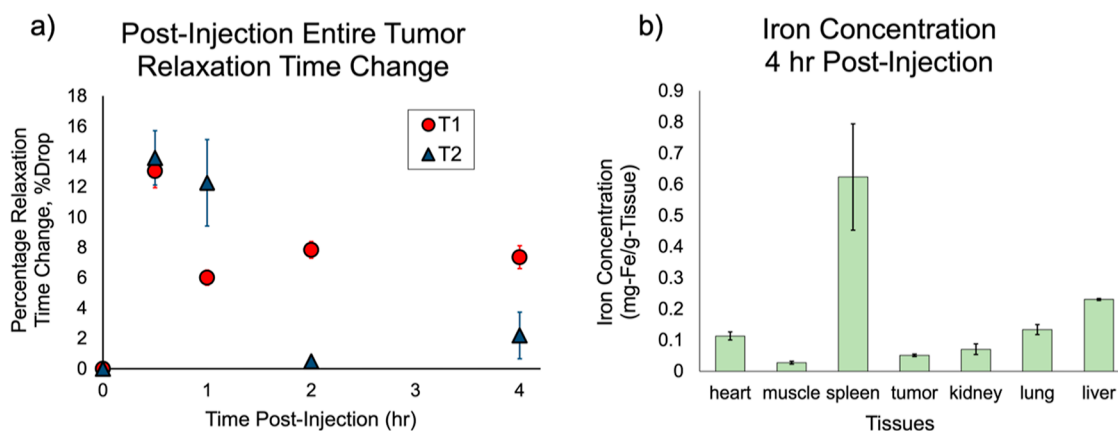 a)
Post-Injection Entire Tumor
Relaxation Time Change
Percentage Relaxation
Time Change, %Drop
18
16
14
12
10
8
6
4
2
0
T1
T2
0
1
2
3
4
Time Post-Injection (hr)
b)
Iron Concentration
4 hr Post-Injection
Iron Concentration
(mg-Fe/g-Tissue)
0.9
0.8
0.7
0.6
0.5
0.4
0.3
0.2
0.1
0
heart muscle spleen tumor kidney lung liver
Tissues